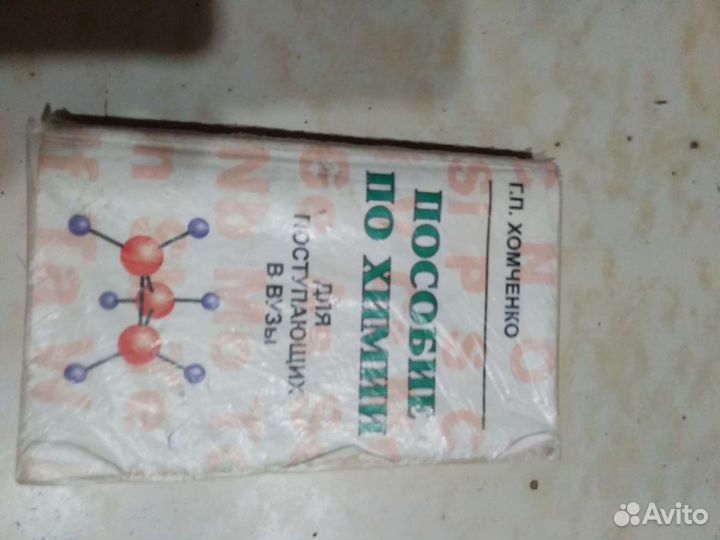 Г.П. ХОМЧЕНКО
ПОСОБИЕ
ПО ХИМИИ
ДЛЯ
ПОСТУПАЮЩИХ
В ВУЗЫ
Avito